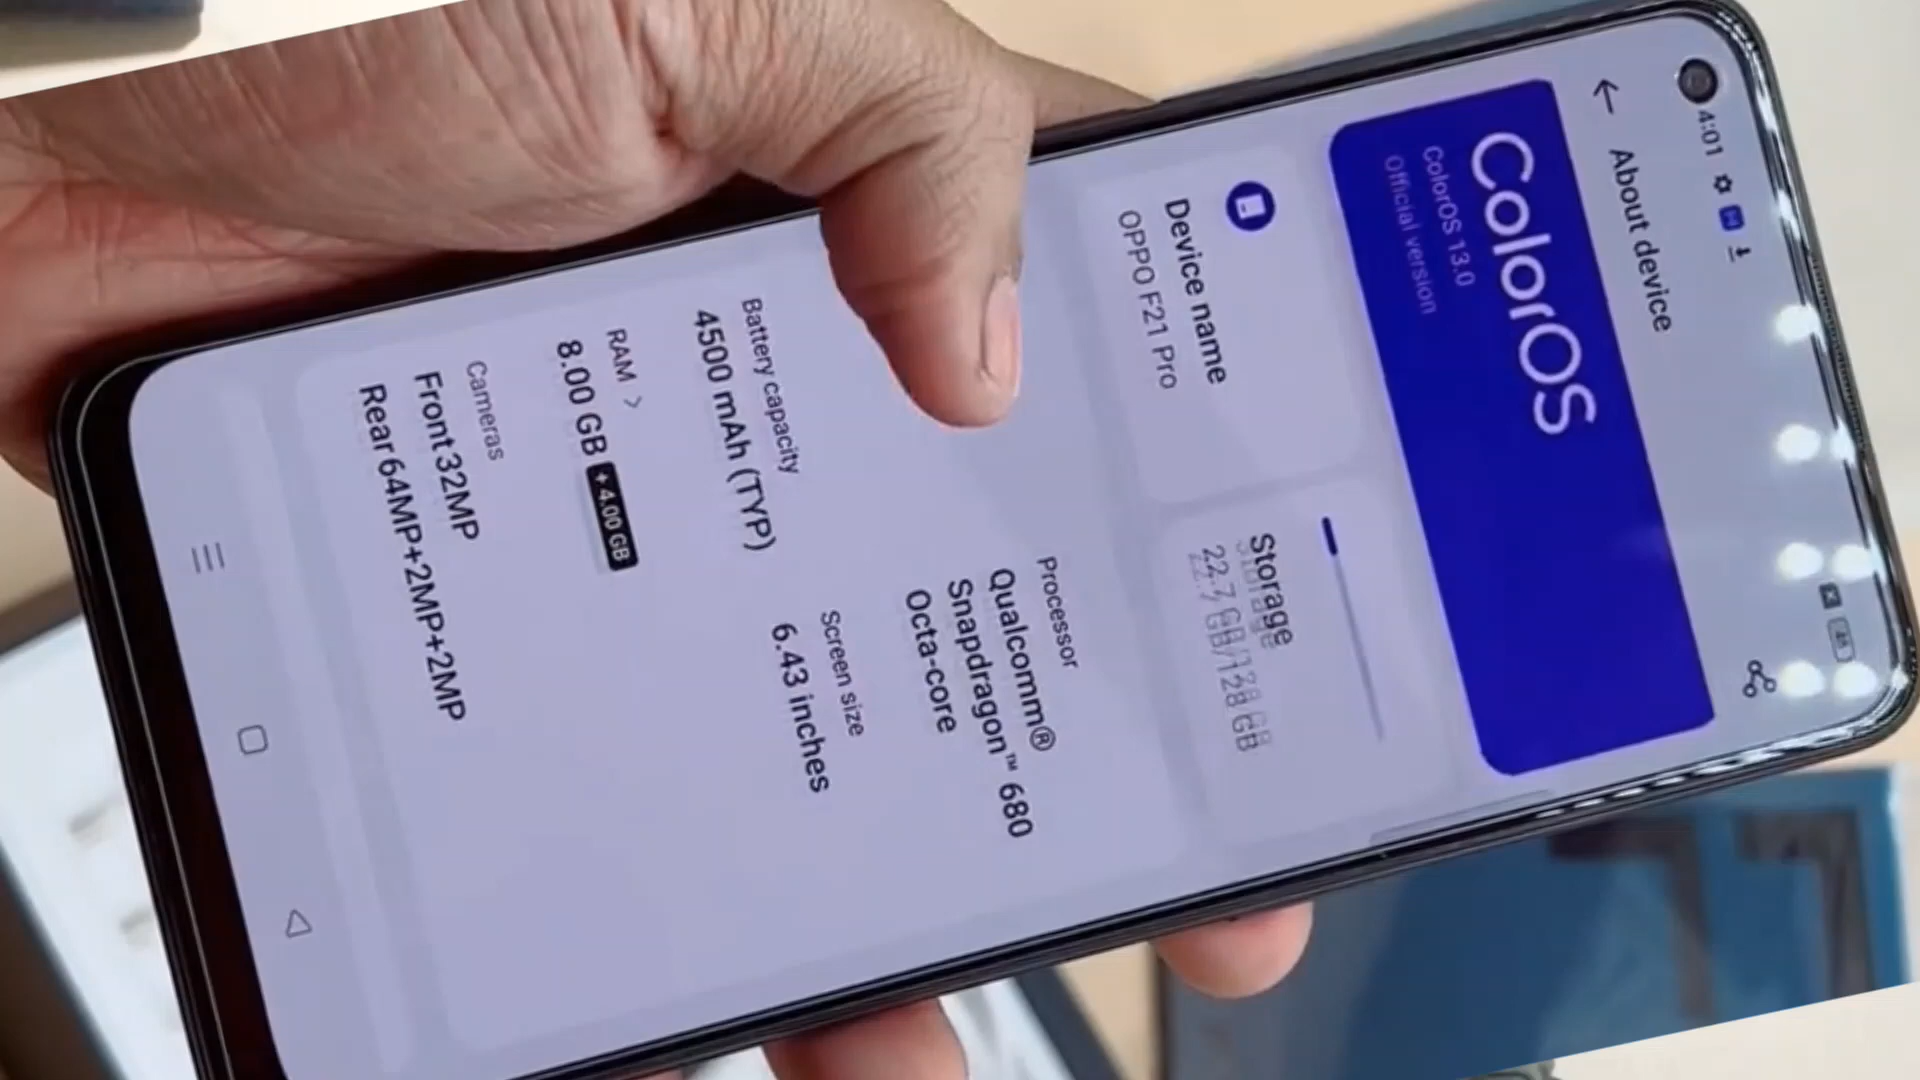 4:01
About device
ColorOS
ColorOS 13.0
Official version
Device name
OPPO F21 Pro
Storage
22.7 GB/128 GB
Processor
Qualcomm®
Snapdragon™ 680
Octa-core
Battery capacity
4500 mAh (TYP)
Screen size
6.43 inches
RAM >
8.00 GB + 4.00 GB
Cameras
Front 32MP
Rear 64MP+2MP+2MP